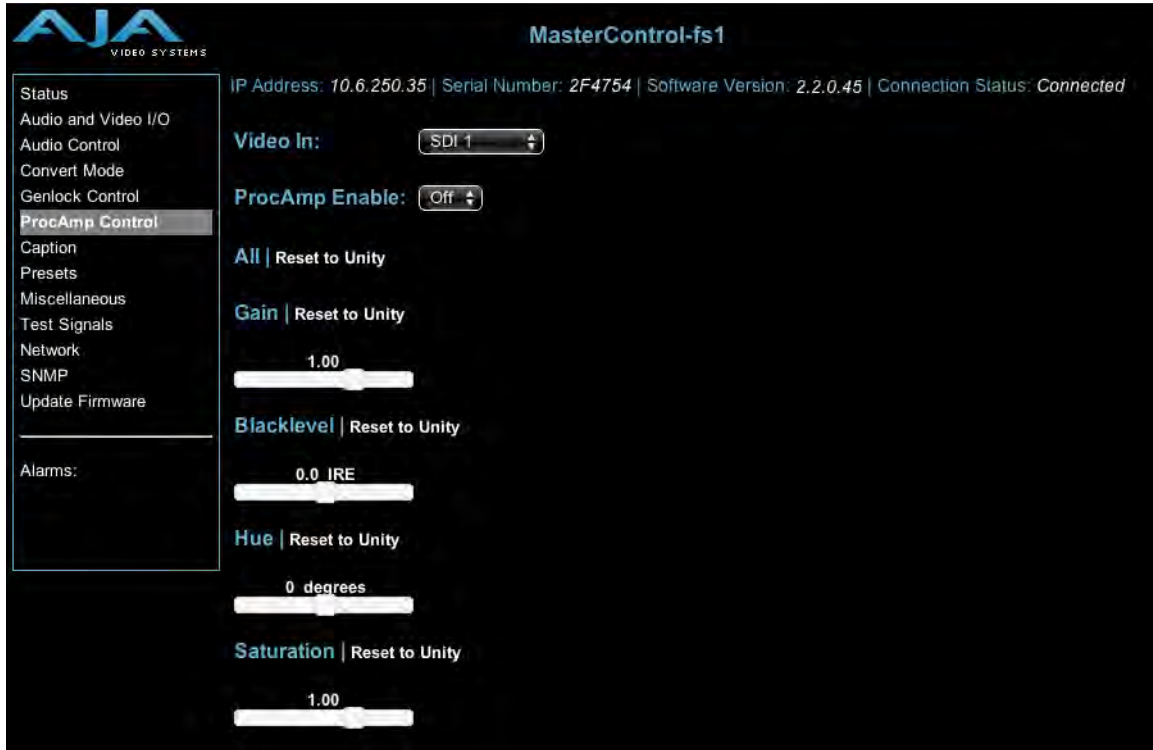 AJA
VIDEO SYSTEMS
MasterControl-fs1
Status
Audio and Video I/O
Audio Control
Convert Mode
Genlock Control
ProcAmp Control
Caption
Presets
Miscellaneous
Test Signals
Network
SNMP
Update Firmware
Alarms:
IP Address: 10.6.250.35 | Serial Number: 2F4754 | Software Version: 2.2.0.45 | Connection Status: Connected
Video In: SDI 1
ProcAmp Enable: Off
All | Reset to Unity
Gain | Reset to Unity
1.00
Blacklevel | Reset to Unity
0.0 IRE
Hue | Reset to Unity
0 degrees
Saturation | Reset to Unity
1.00